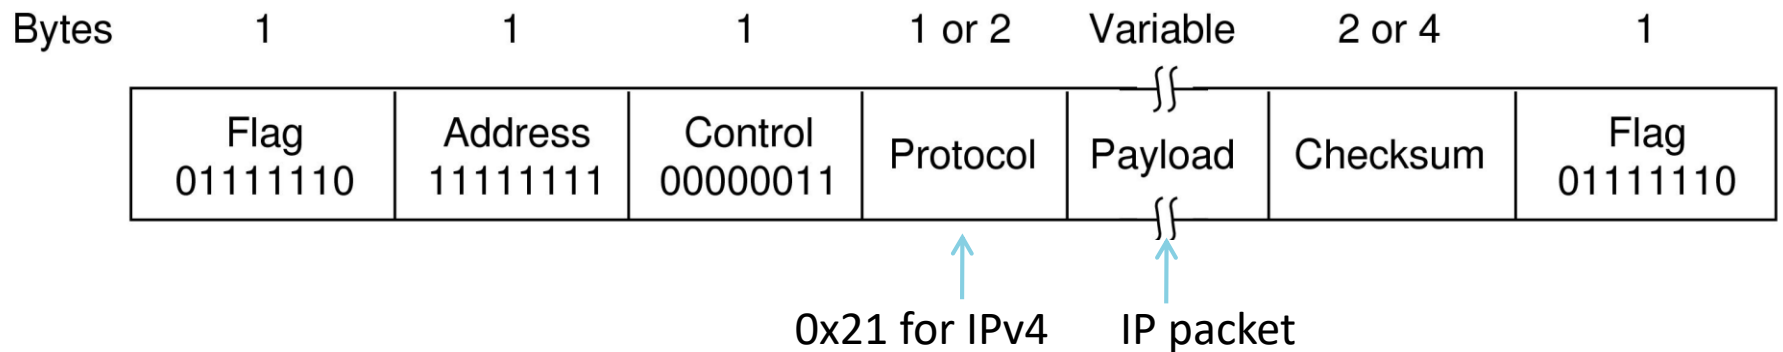 Bytes 1 1 1 1 or 2 Variable 2 or 4 1
Flag Address Control Protocol Payload Checksum Flag
01111110 11111111 00000011 01111110
0x21 for IPv4 IP packet